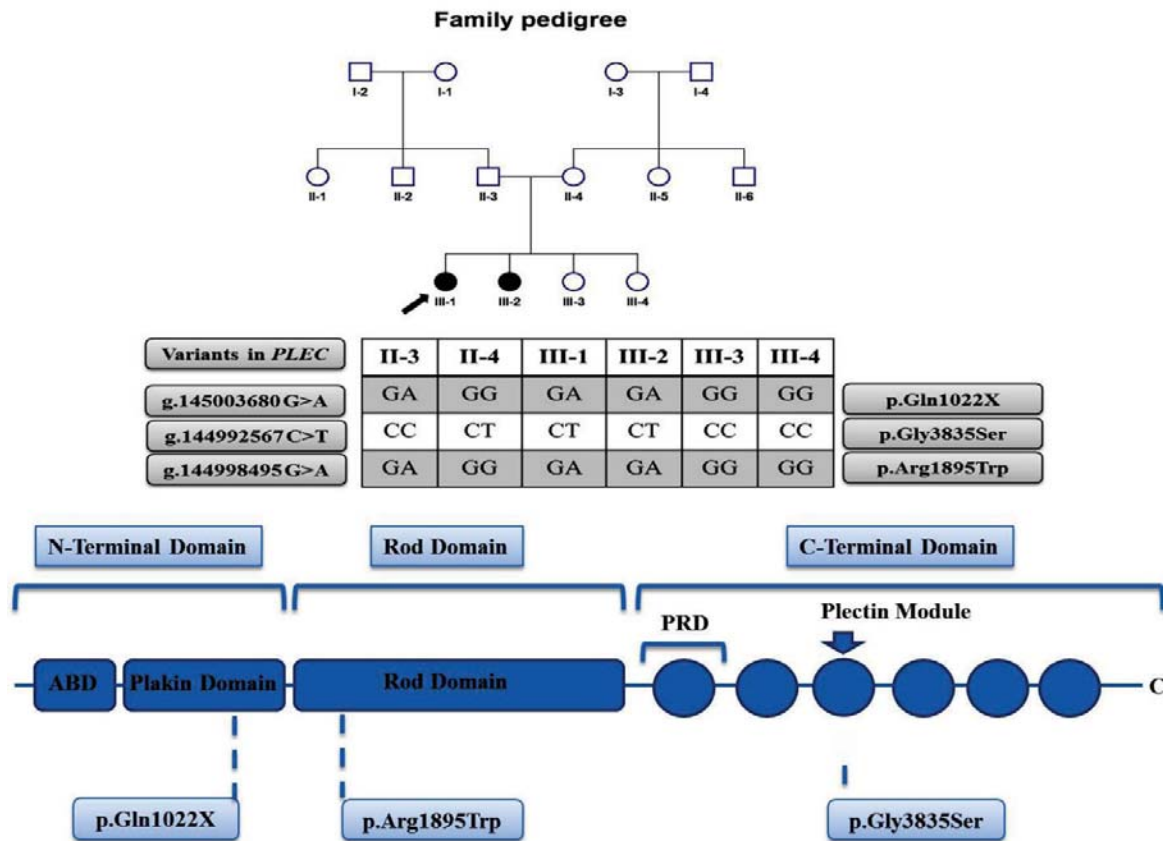 Family pedigree
I-2 I-1 I-3 I-4
II-1 II-2 II-3 II-4 II-5 II-6
III-1 III-2 III-3 III-4
Variants in PLEC II-3 II-4 III-1 III-2 III-3 III-4
g.145003680G>A GA GG GA GA GG GG p.Gln1022X
g.144992567C>T CC CT CT CT CC CC p.Gly3835Ser
g.144998495G>A GA GG GA GA GG GG p.Arg1895Trp
N-Terminal Domain Rod Domain C-Terminal Domain
PRD Plectin Module
ABD Plakin Domain Rod Domain C
p.Gln1022X p.Arg1895Trp p.Gly3835Ser